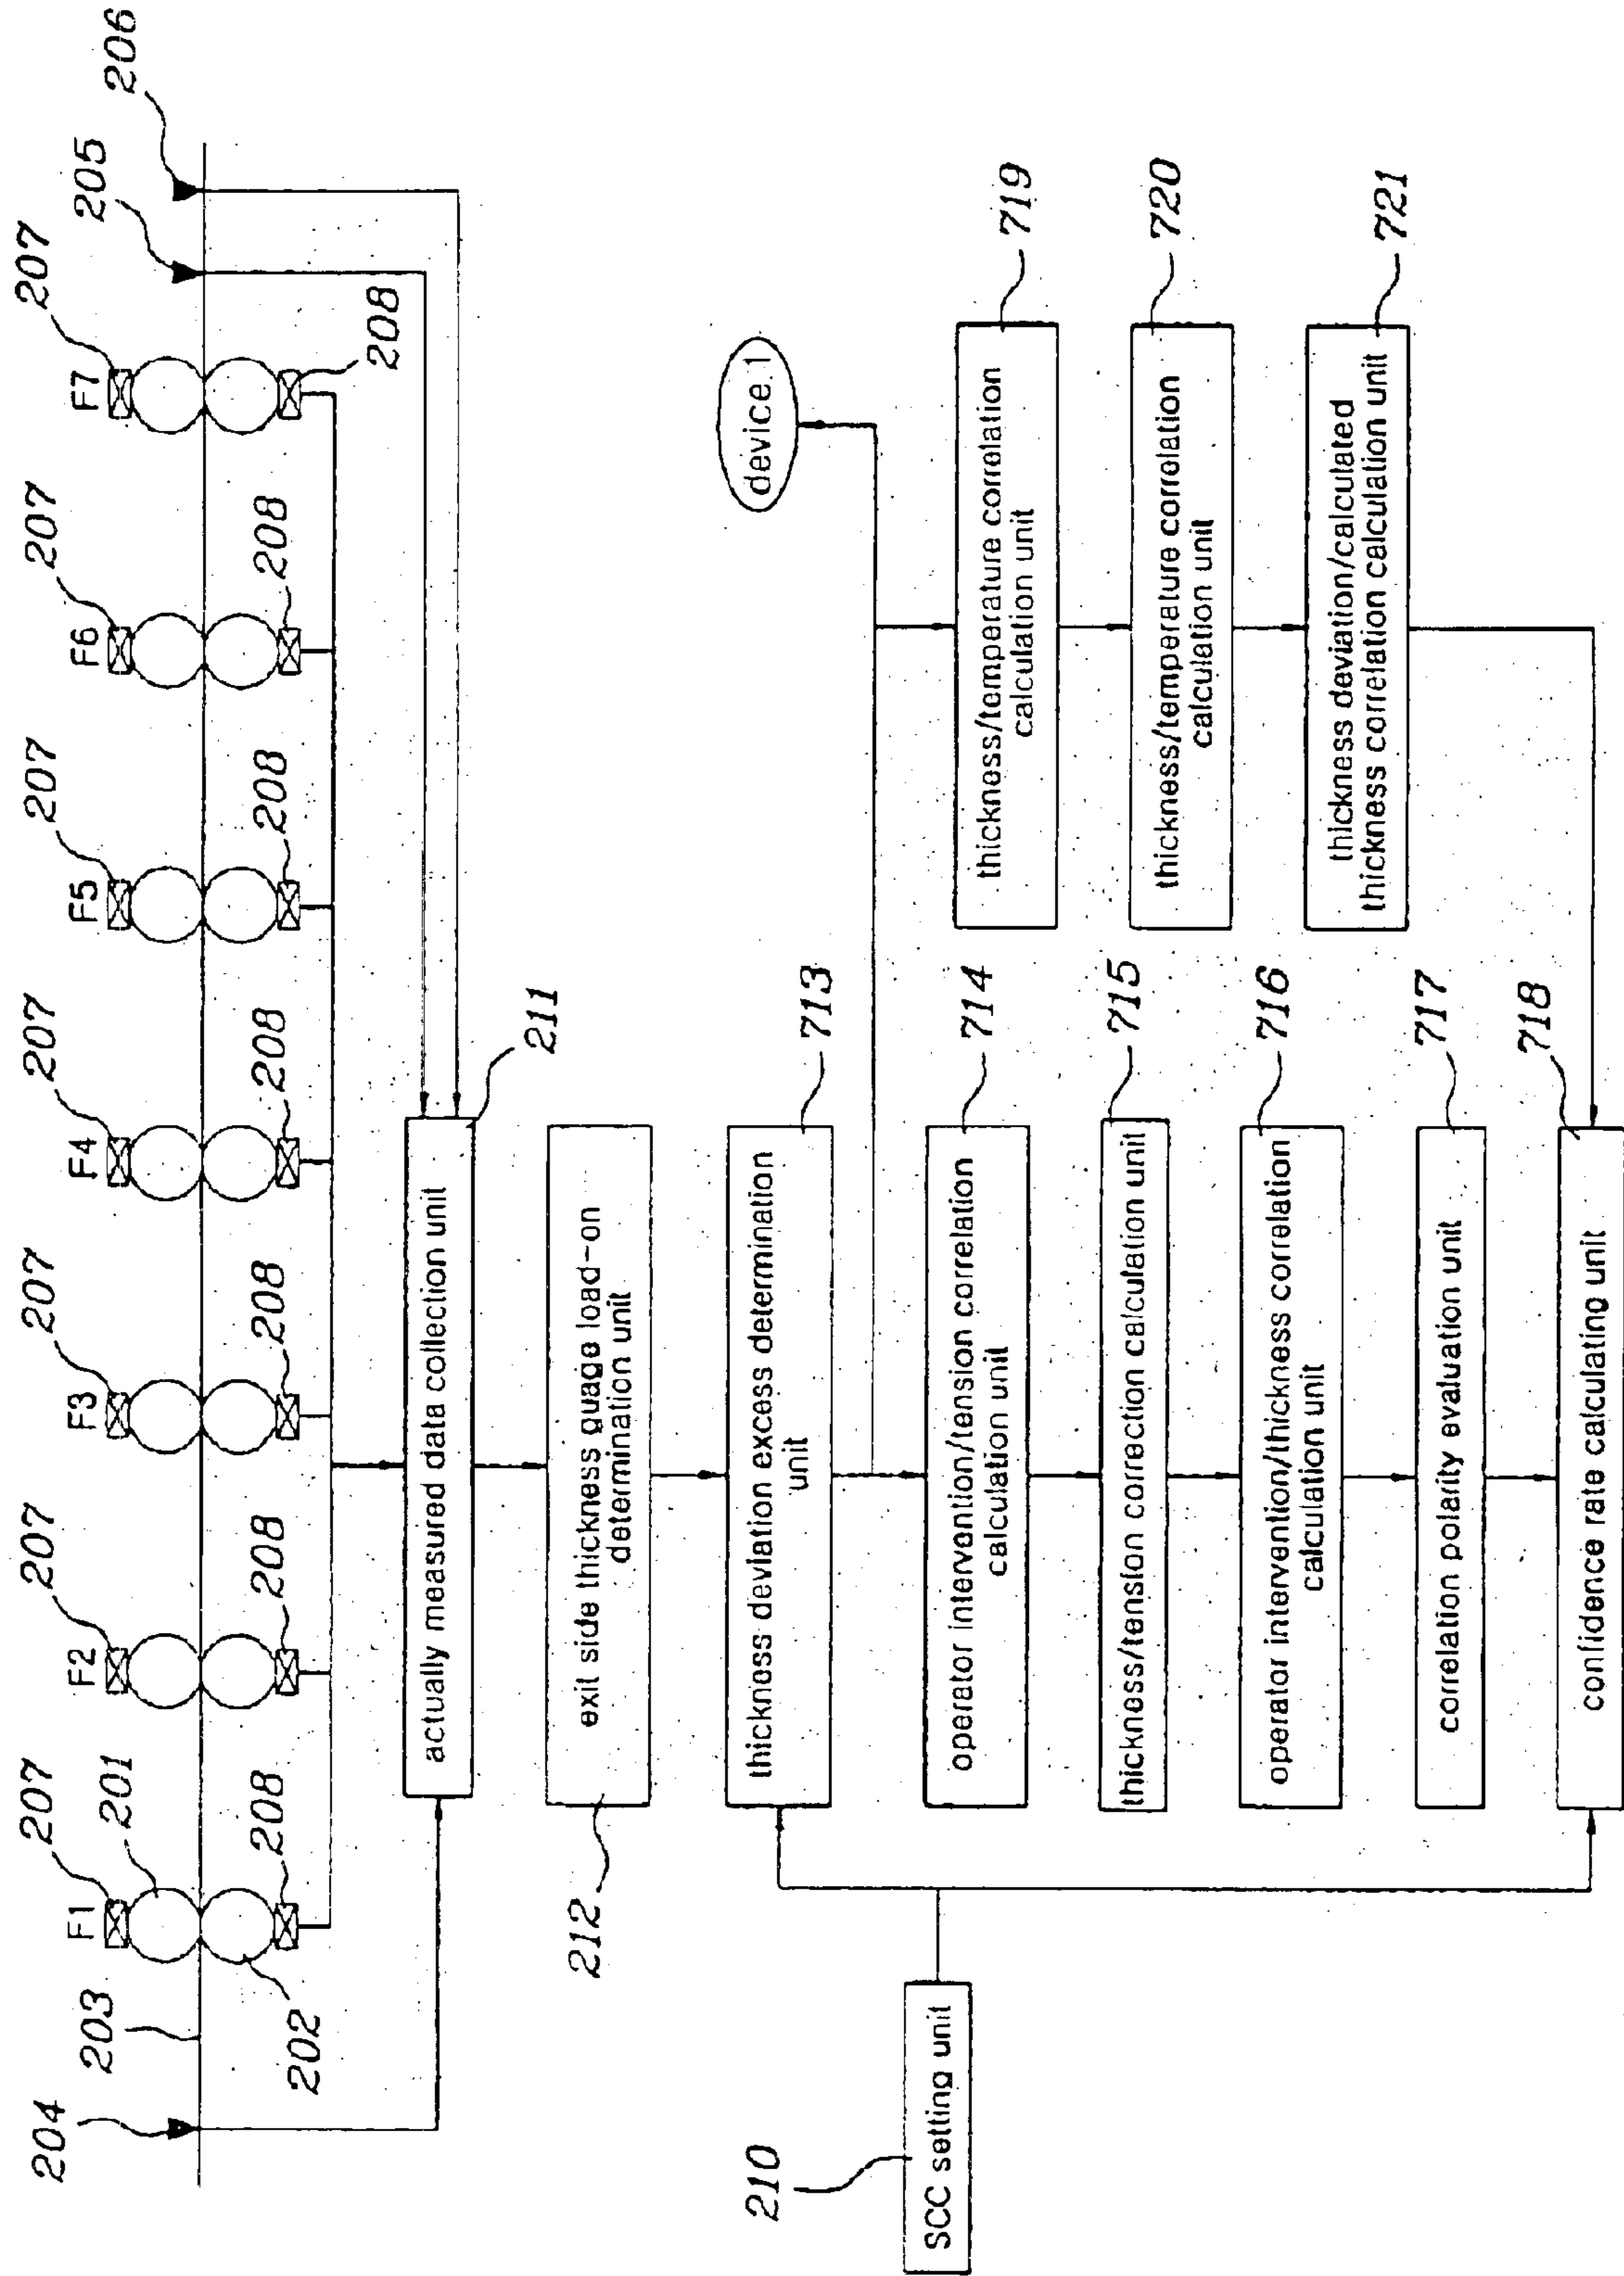 207
207
207
207
207
207
207
206
205
204
203
F1
201
F2
F3
F4
F5
F6
F7
202
208
208
208
208
208
208
208
actually measured data collection unit
211
exit side thickness guage load-on
determination unit
212
thickness deviation excess determination
unit
713
device 1
210
SCC setting unit
operator intervention/tension correlation
calculation unit
714
thickness/tension correction calculation unit
715
operator intervention/thickness correlation
calculation unit
716
correlation polarity evaluation unit
717
confidence rate calculating unit
718
thickness/temperature correlation
calculation unit
719
thickness/temperature correlation
calculation unit
720
thickness deviation/calculated
thickness correlation calculation unit
721